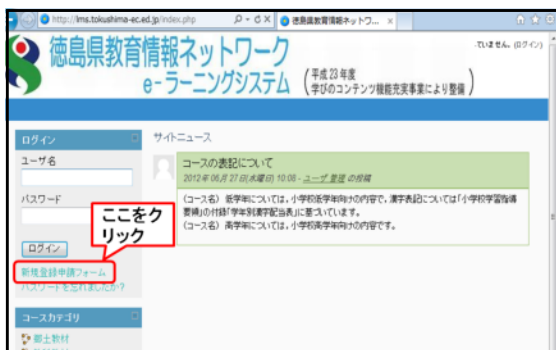 http://lms.tokushima-ec.ed.jp/index.php
徳島県教育情報ネットワ... ×
徳島県教育情報ネットワーク
e-ラーニングシステム
平成23年度
学びのコンテンツ機能充実事業により整備
ていません。(ログイン)
ログイン
ユーザ名
パスワード
ログイン
新規登録申請フォーム
パスワードを忘れましたか?
ここをク
リック
コースカテゴリ
郷土教材
サイトニュース
コースの表記について
2012年 06月 27日(水曜日) 10:08 - ユーザ 管理 の投稿
(コース名) 低学年については、小学校低学年向けの内容で、漢字表記については「小学校学習指導
要領」の付録「学年別漢字配当表」に基づいています。
(コース名) 高学年については、小学校高学年向けの内容です。